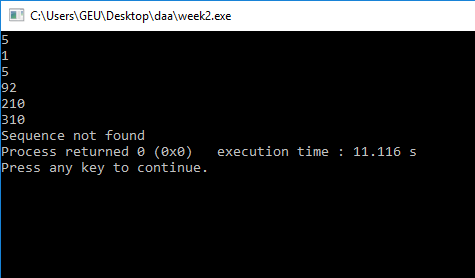 C:\Users\GEU\Desktop\daa\week2.exe
5
1
5
92
210
310
Sequence not found
Process returned 0 (0x0)   execution time : 11.116 s
Press any key to continue.